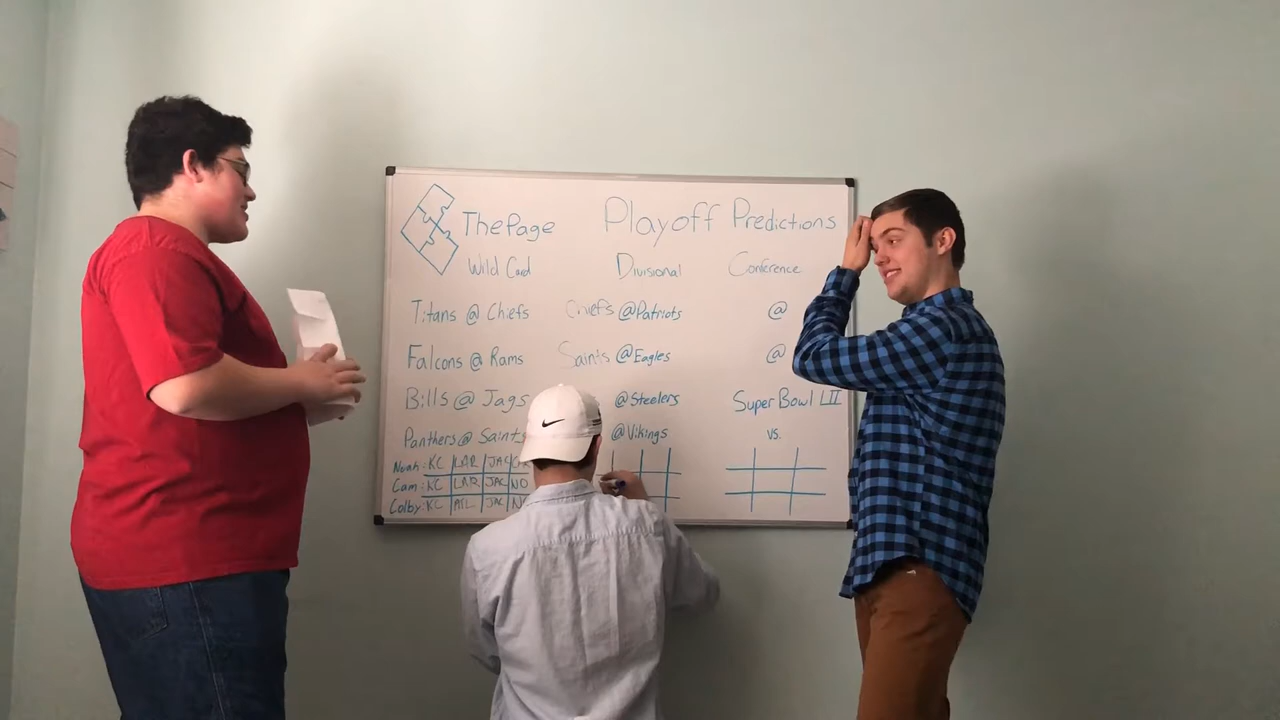 ThePage Playoff Predictions
Wild Card Divisional Conference
Titans @ Chiefs Chiefs @Patriots @
Falcons @ Rams Saints @Eagles @
Bills @ Jags @Steelers Super Bowl LII
Panthers @ Saints @Vikings vs.
Noah: KC LAR JAC
Cam: KC LAR JAC NO
Colby: KC ATL JAC